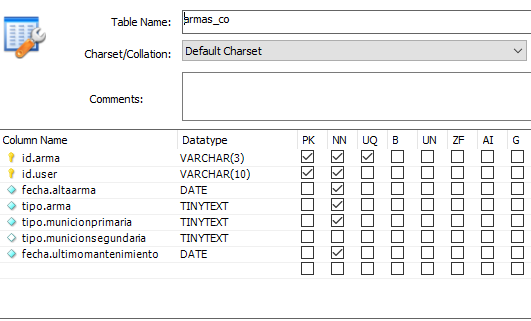 Table Name: armas_co
Charset/Collation: Default Charset
Comments:
Column Name Datatype PK NN UQ B UN ZF AI G
id.arma VARCHAR(3)
id.user VARCHAR(10)
fecha.altaarma DATE
tipo.arma TINYTEXT
tipo.municionprimaria TINYTEXT
tipo.municionsegundaria TINYTEXT
fecha.ultimomantenimiento DATE